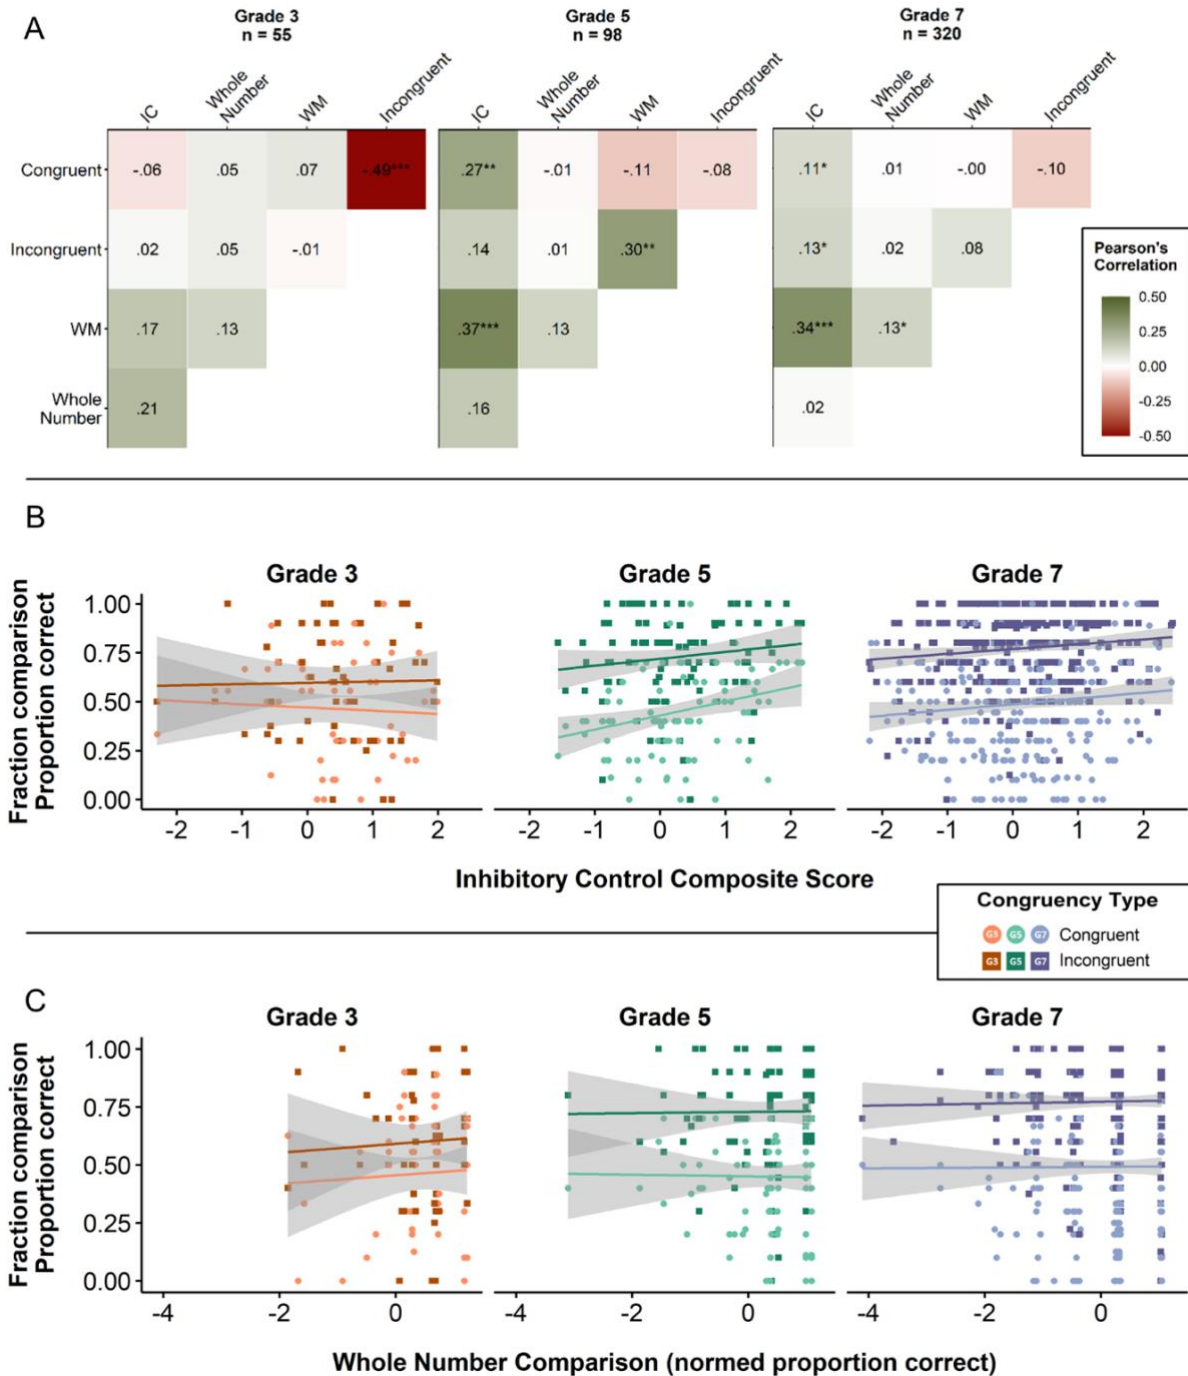 A
Grade 3
n = 55
Grade 5
n = 98
Grade 7
n = 320
IC
Whole
Number
WM
Incongruent
IC
Whole
Number
WM
Incongruent
IC
Whole
Number
WM
Incongruent
Congruent
-.06
.05
.07
-.49***
.27**
-.01
-.11
-.08
.11*
.01
-.00
-.10
Incongruent
.02
.05
-.01
.14
.01
.30**
.13*
.02
.08
WM
.17
.13
.37***
.13
.34***
.13*
Whole
Number
.21
.16
.02
Pearson's
Correlation
0.50
0.25
0.00
-0.25
-0.50
B
Grade 3
Grade 5
Grade 7
Fraction comparison
Proportion correct
1.00
0.75
0.50
0.25
0.00
-2 -1 0 1 2
-2 -1 0 1 2
-2 -1 0 1 2
Inhibitory Control Composite Score
Congruency Type
G3 G5 G7 Congruent
G3 G5 G7 Incongruent
C
Grade 3
Grade 5
Grade 7
Fraction comparison
Proportion correct
1.00
0.75
0.50
0.25
0.00
-4 -2 0
-4 -2 0
-4 -2 0
Whole Number Comparison (normed proportion correct)